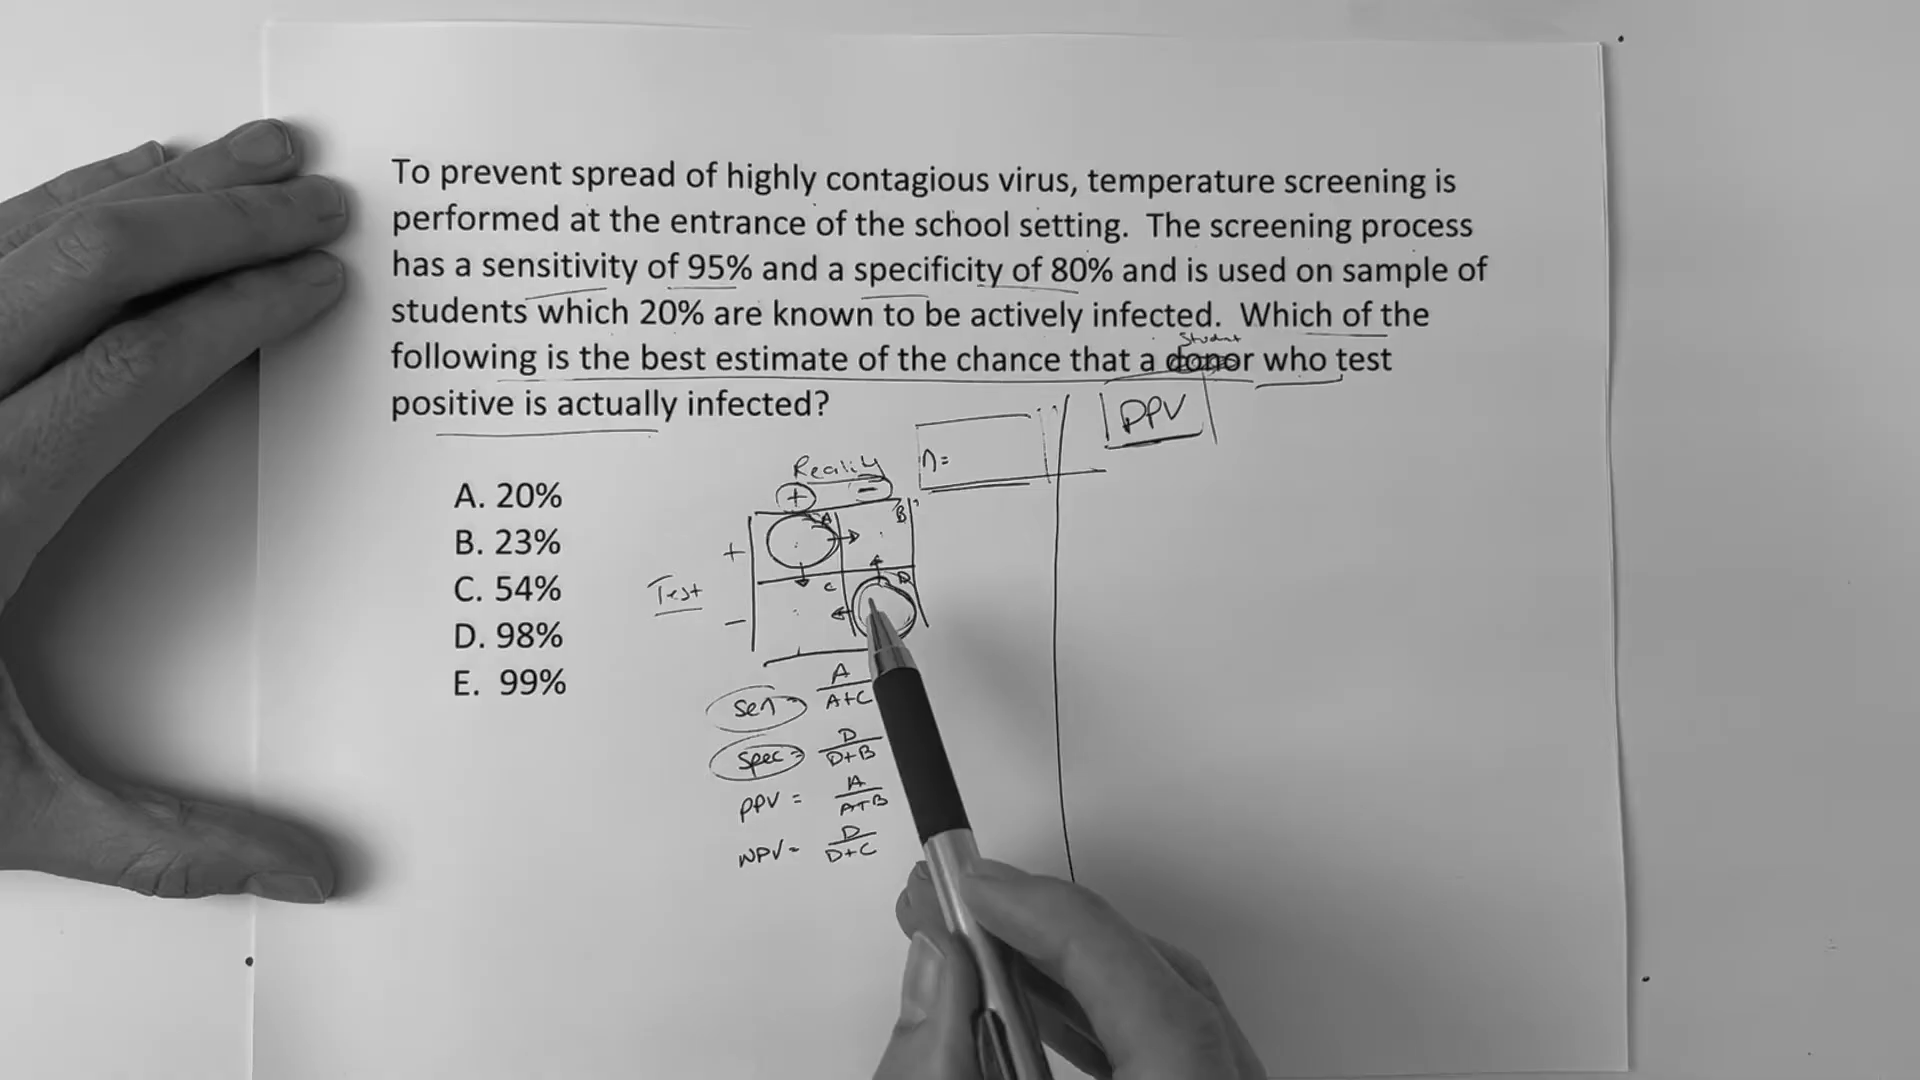 To prevent spread of highly contagious virus, temperature screening is
performed at the entrance of the school setting. The screening process
has a sensitivity of 95% and a specificity of 80% and is used on sample of
students which 20% are known to be actively infected. Which of the
Student
following is the best estimate of the chance that a donor who test
positive is actually infected?
PPV
A. 20%
B. 23%
C. 54%
D. 98%
E. 99%
n=
Reality
+ −
A B
+
Test
C D
−
Sen = A / A+C
Spec = D / D+B
PPV = A / A+B
NPV = D / D+C